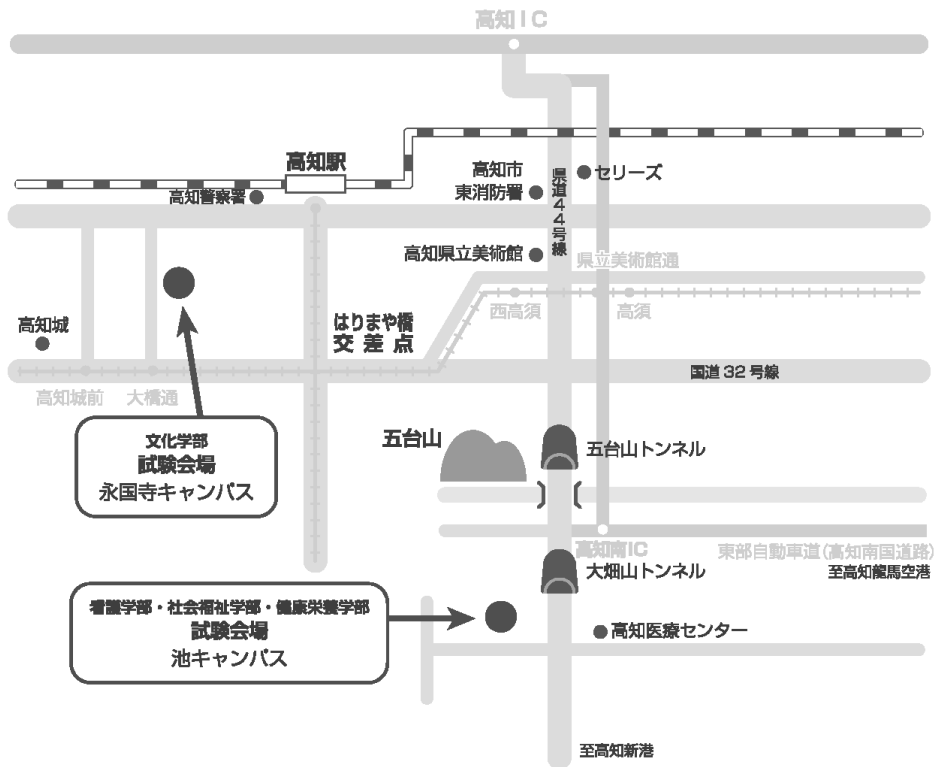 高知IC
高知駅
高知警察署
高知市
東消防署
県道44号線
セリーズ
高知県立美術館
県立美術館通
西高須
高須
高知城
はりまや橋
交差点
国道32号線
高知城前
大橋通
文化学部
試験会場
永国寺キャンパス
五台山
五台山トンネル
高知南IC
東部自動車道(高知南国道路)
至高知龍馬空港
大畑山トンネル
看護学部・社会福祉学部・健康栄養学部
試験会場
池キャンパス
高知医療センター
至高知新港